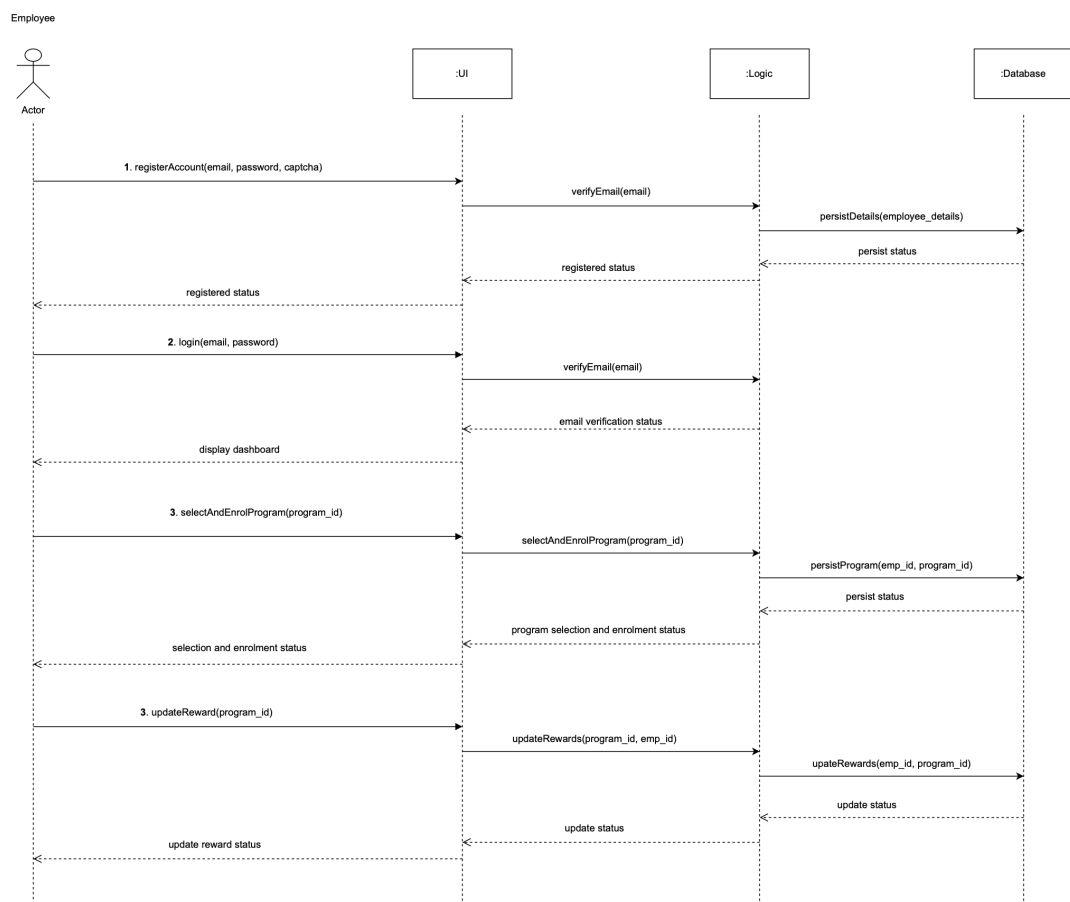 Employee
Actor
:UI
:Logic
:Database
1. registerAccount(email, password, captcha)
verifyEmail(email)
persistDetails(employee_details)
persist status
registered status
registered status
2. login(email, password)
verifyEmail(email)
email verification status
display dashboard
3. selectAndEnrolProgram(program_id)
selectAndEnrolProgram(program_id)
persistProgram(emp_id, program_id)
persist status
program selection and enrolment status
selection and enrolment status
3. updateReward(program_id)
updateRewards(program_id, emp_id)
upateRewards(emp_id, program_id)
update status
update status
update reward status